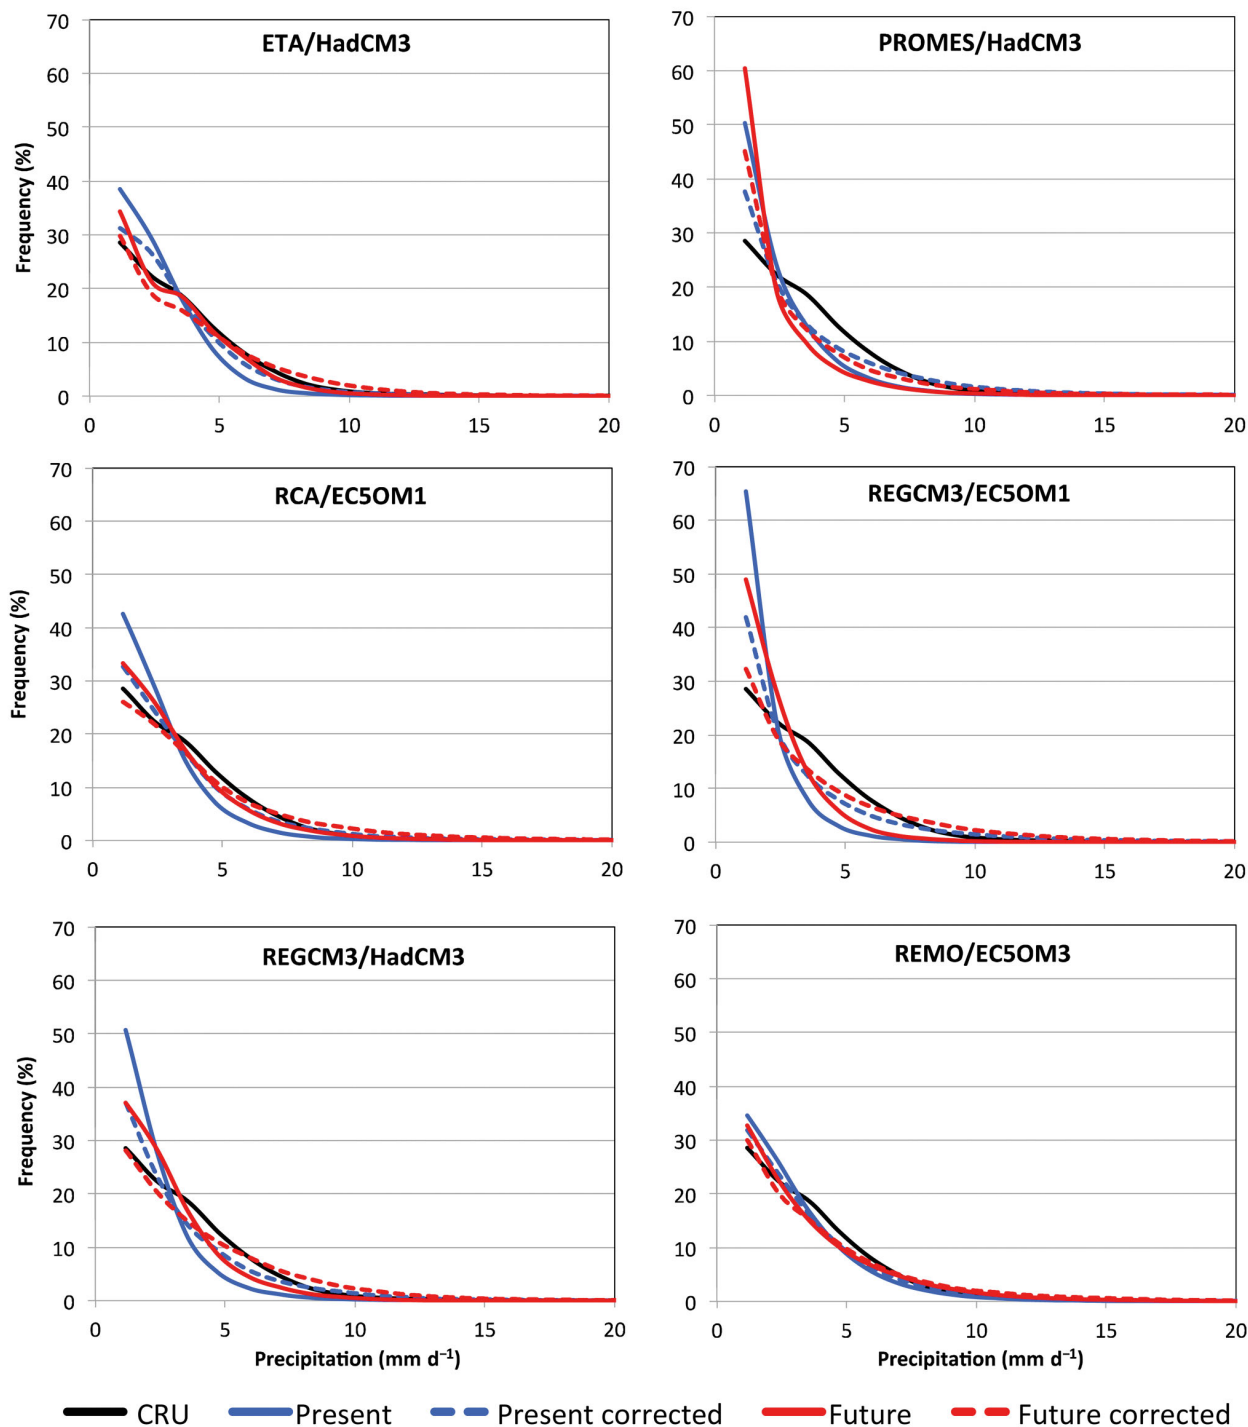 ETA/HadCM3
Frequency (%)
70
60
50
40
30
20
10
0
0 5 10 15 20
PROMES/HadCM3
70
60
50
40
30
20
10
0
0 5 10 15 20
RCA/EC5OM1
Frequency (%)
70
60
50
40
30
20
10
0
0 5 10 15 20
REGCM3/EC5OM1
70
60
50
40
30
20
10
0
0 5 10 15 20
REGCM3/HadCM3
Frequency (%)
70
60
50
40
30
20
10
0
0 5 10 15 20
Precipitation (mm d⁻¹)
REMO/EC5OM3
70
60
50
40
30
20
10
0
0 5 10 15 20
Precipitation (mm d⁻¹)
CRU Present Present corrected Future Future corrected